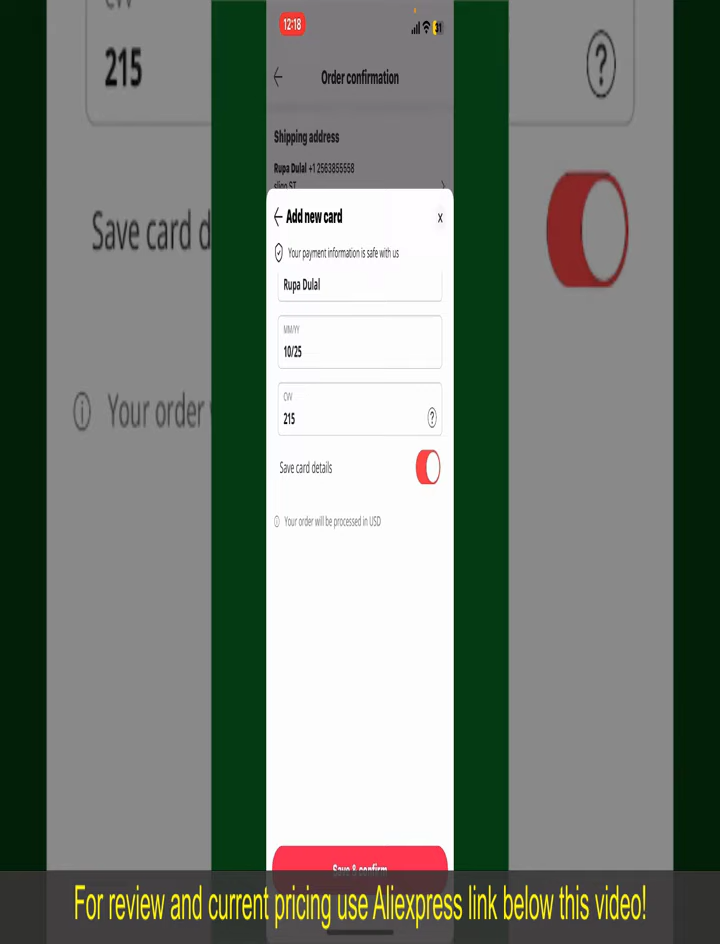 CVV
215
Save card d
Your order
12:18
31
Order confirmation
Shipping address
Rupa Dulal +1 2563855558
sligo ST
Add new card
x
Your payment information is safe with us
Rupa Dulal
MM/YY
10/25
CVV
215
?
Save card details
Your order will be processed in USD
Save & confirm
?
For review and current pricing use Aliexpress link below this video!